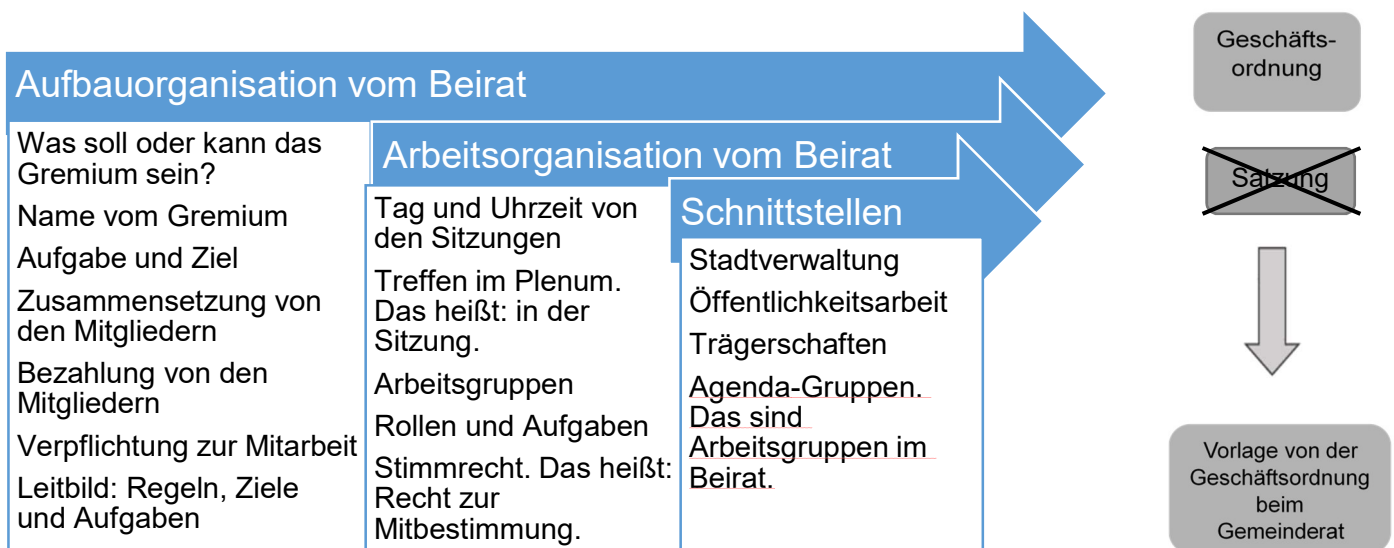 Aufbauorganisation vom Beirat
Was soll oder kann das
Gremium sein?
Name vom Gremium
Aufgabe und Ziel
Zusammensetzung von
den Mitgliedern
Bezahlung von den
Mitgliedern
Verpflichtung zur Mitarbeit
Leitbild: Regeln, Ziele
und Aufgaben
Arbeitsorganisation vom Beirat
Tag und Uhrzeit von
den Sitzungen
Treffen im Plenum.
Das heißt: in der
Sitzung.
Arbeitsgruppen
Rollen und Aufgaben
Stimmrecht. Das heißt:
Recht zur
Mitbestimmung.
Schnittstellen
Stadtverwaltung
Öffentlichkeitsarbeit
Trägerschaften
Agenda-Gruppen.
Das sind
Arbeitsgruppen im
Beirat.
Geschäfts-
ordnung
Satzung
Vorlage von der
Geschäftsordnung
beim
Gemeinderat